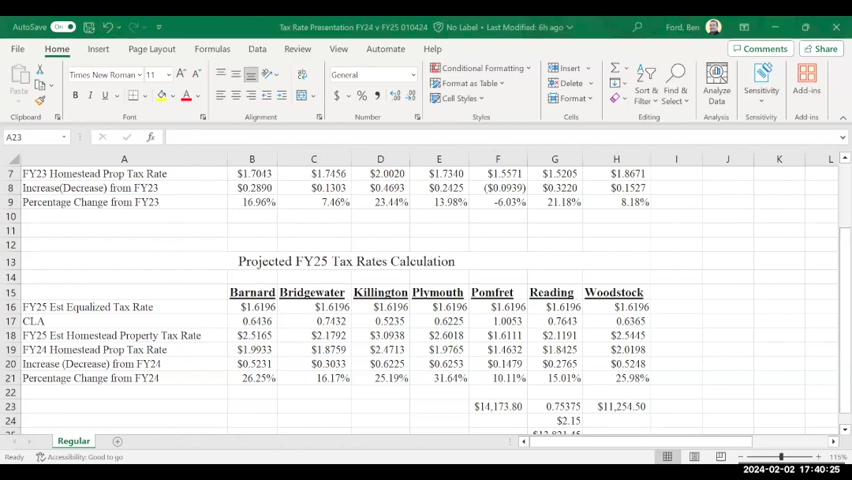 AutoSave On Tax Rate Presentation FY24 v FY25 010424 No Label • Last Modified: 6h ago Ford, Ben
File Home Insert Page Layout Formulas Data Review View Automate Help Comments Share
Paste Times New Roman 11 General Conditional Formatting Insert
Format as Table Delete Sort & Find & Analyze Sensitivity Add-ins
B I U A $ % 9 Cell Styles Format Filter Select Data
Clipboard Font Alignment Number Styles Cells Editing Analysis Sensitivity Add-ins
A23 fx
A B C D E F G H I J K L
7 FY23 Homestead Prop Tax Rate $1.7043 $1.7456 $2.0020 $1.7340 $1.5571 $1.5205 $1.8671
8 Increase(Decrease) from FY23 $0.2890 $0.1303 $0.4693 $0.2425 ($0.0939) $0.3220 $0.1527
9 Percentage Change from FY23 16.96% 7.46% 23.44% 13.98% -6.03% 21.18% 8.18%
10
11
12
13 Projected FY25 Tax Rates Calculation
14
15 Barnard Bridgewater Killington Plymouth Pomfret Reading Woodstock
16 FY25 Est Equalized Tax Rate $1.6196 $1.6196 $1.6196 $1.6196 $1.6196 $1.6196 $1.6196
17 CLA 0.6436 0.7432 0.5235 0.6225 1.0053 0.7643 0.6365
18 FY25 Est Homestead Property Tax Rate $2.5165 $2.1792 $3.0938 $2.6018 $1.6111 $2.1191 $2.5445
19 FY24 Homestead Prop Tax Rate $1.9933 $1.8759 $2.4713 $1.9765 $1.4632 $1.8425 $2.0198
20 Increase (Decrease) from FY24 $0.5231 $0.3033 $0.6225 $0.6253 $0.1479 $0.2765 $0.5248
21 Percentage Change from FY24 26.25% 16.17% 25.19% 31.64% 10.11% 15.01% 25.98%
22
23 $14,173.80 0.75375 $11,254.50
24 $2.15
Regular
Ready Accessibility: Good to go 115%
2024-02-02 17:40:25